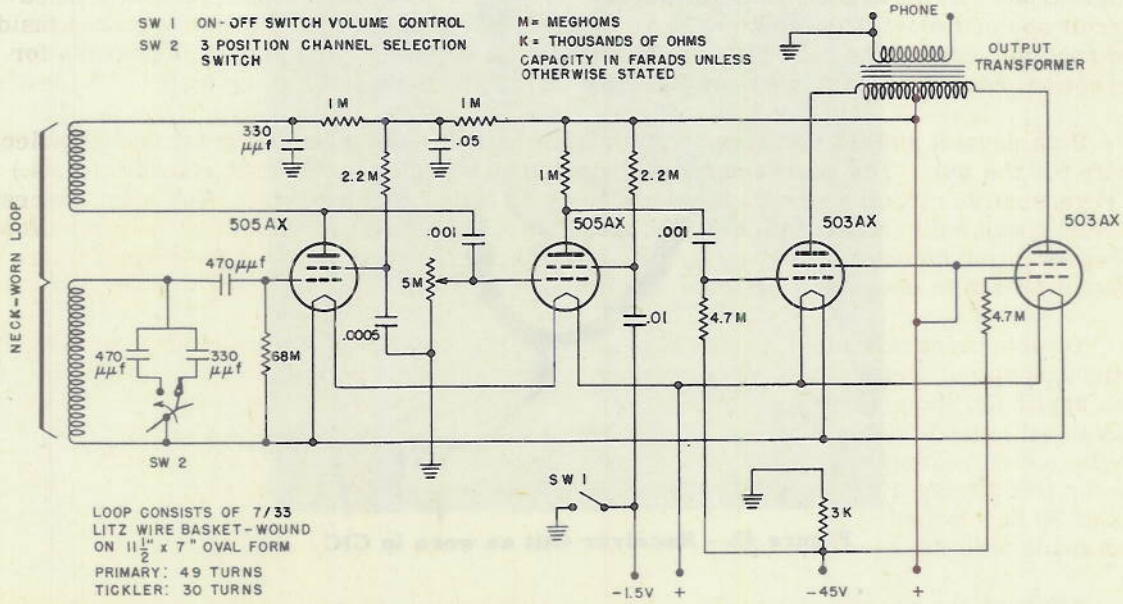 SW 1 ON-OFF SWITCH VOLUME CONTROL
SW 2 3 POSITION CHANNEL SELECTION
SWITCH
M= MEGHOMS
K= THOUSANDS OF OHMS
CAPACITY IN FARADS UNLESS
OTHERWISE STATED
PHONE
OUTPUT
TRANSFORMER
1M
1M
330
µµf
.05
2.2M
1M
2.2M
505AX
505AX
503AX
503AX
.001
.001
470µµf
5M
NECK-WORN LOOP
470
µµf
330
µµf
68M
.0005
.01
4.7M
4.7M
SW 2
SW 1
3K
LOOP CONSISTS OF 7/33
LITZ WIRE BASKET-WOUND
ON 11½" x 7" OVAL FORM
PRIMARY: 49 TURNS
TICKLER: 30 TURNS
-1.5V + -45V +